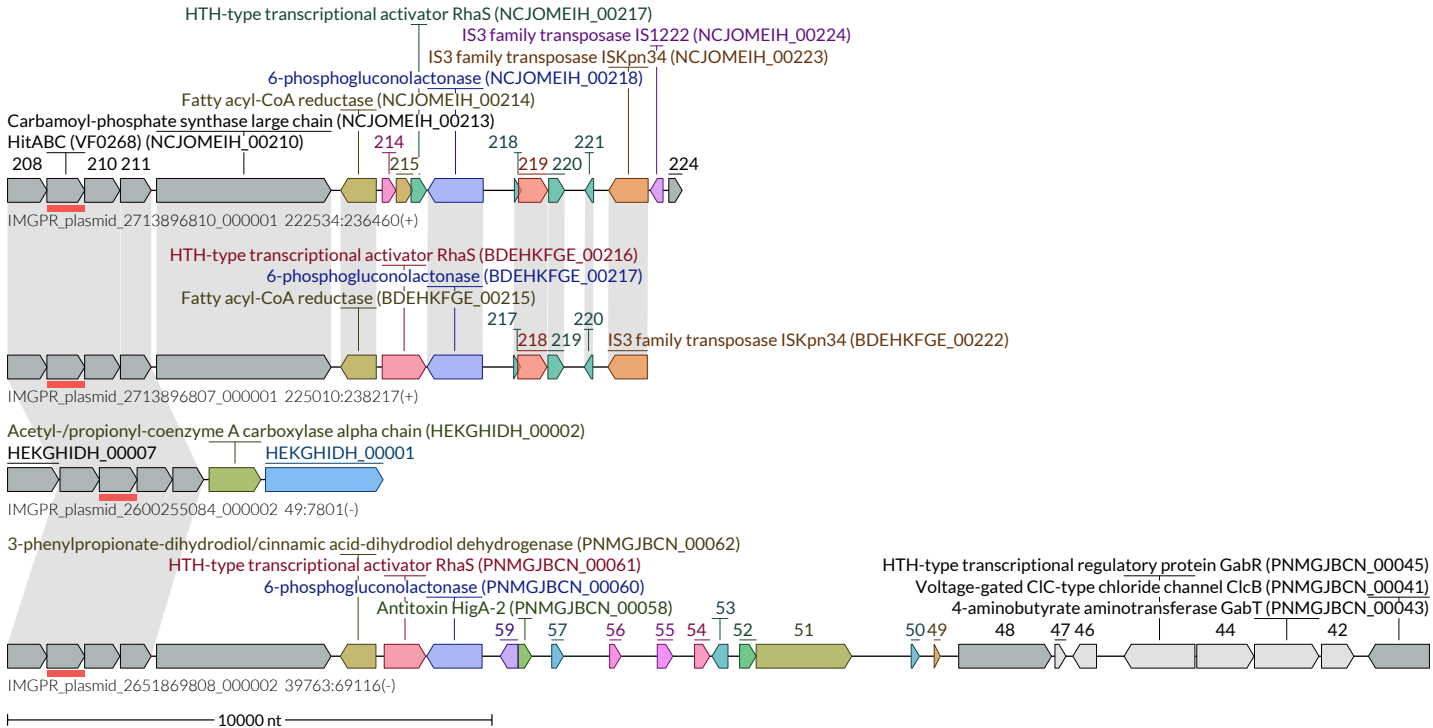 HTH-type transcriptional activator RhaS (NCJOMEIH_00217)
IS3 family transposase IS1222 (NCJOMEIH_00224)
IS3 family transposase ISKpn34 (NCJOMEIH_00223)
6-phosphogluconolactonase (NCJOMEIH_00218)
Fatty acyl-CoA reductase (NCJOMEIH_00214)
Carbamoyl-phosphate synthase large chain (NCJOMEIH_00213)
HitABC (VF0268) (NCJOMEIH_00210) 214 218 221
208 210 211 215 219 220 224
IMGPR_plasmid_2713896810_000001 222534:236460(+)
HTH-type transcriptional activator RhaS (BDEHKFGE_00216)
6-phosphogluconolactonase (BDEHKFGE_00217)
Fatty acyl-CoA reductase (BDEHKFGE_00215)
217 220
218 219 IS3 family transposase ISKpn34 (BDEHKFGE_00222)
IMGPR_plasmid_2713896807_000001 225010:238217(+)
Acetyl-/propionyl-coenzyme A carboxylase alpha chain (HEKGHIDH_00002)
HEKGHIDH_00007 HEKGHIDH_00001
IMGPR_plasmid_2600255084_000002 49:7801(-)
3-phenylpropionate-dihydrodiol/cinnamic acid-dihydrodiol dehydrogenase (PNMGJBCN_00062)
HTH-type transcriptional activator RhaS (PNMGJBCN_00061) HTH-type transcriptional regulatory protein GabR (PNMGJBCN_00045)
6-phosphogluconolactonase (PNMGJBCN_00060) Voltage-gated ClC-type chloride channel ClcB (PNMGJBCN_00041)
Antitoxin HigA-2 (PNMGJBCN_00058) 53 4-aminobutyrate aminotransferase GabT (PNMGJBCN_00043)
59 57 56 55 54 52 51 50 49 48 47 46 44 42
IMGPR_plasmid_2651869808_000002 39763:69116(-)
10000 nt